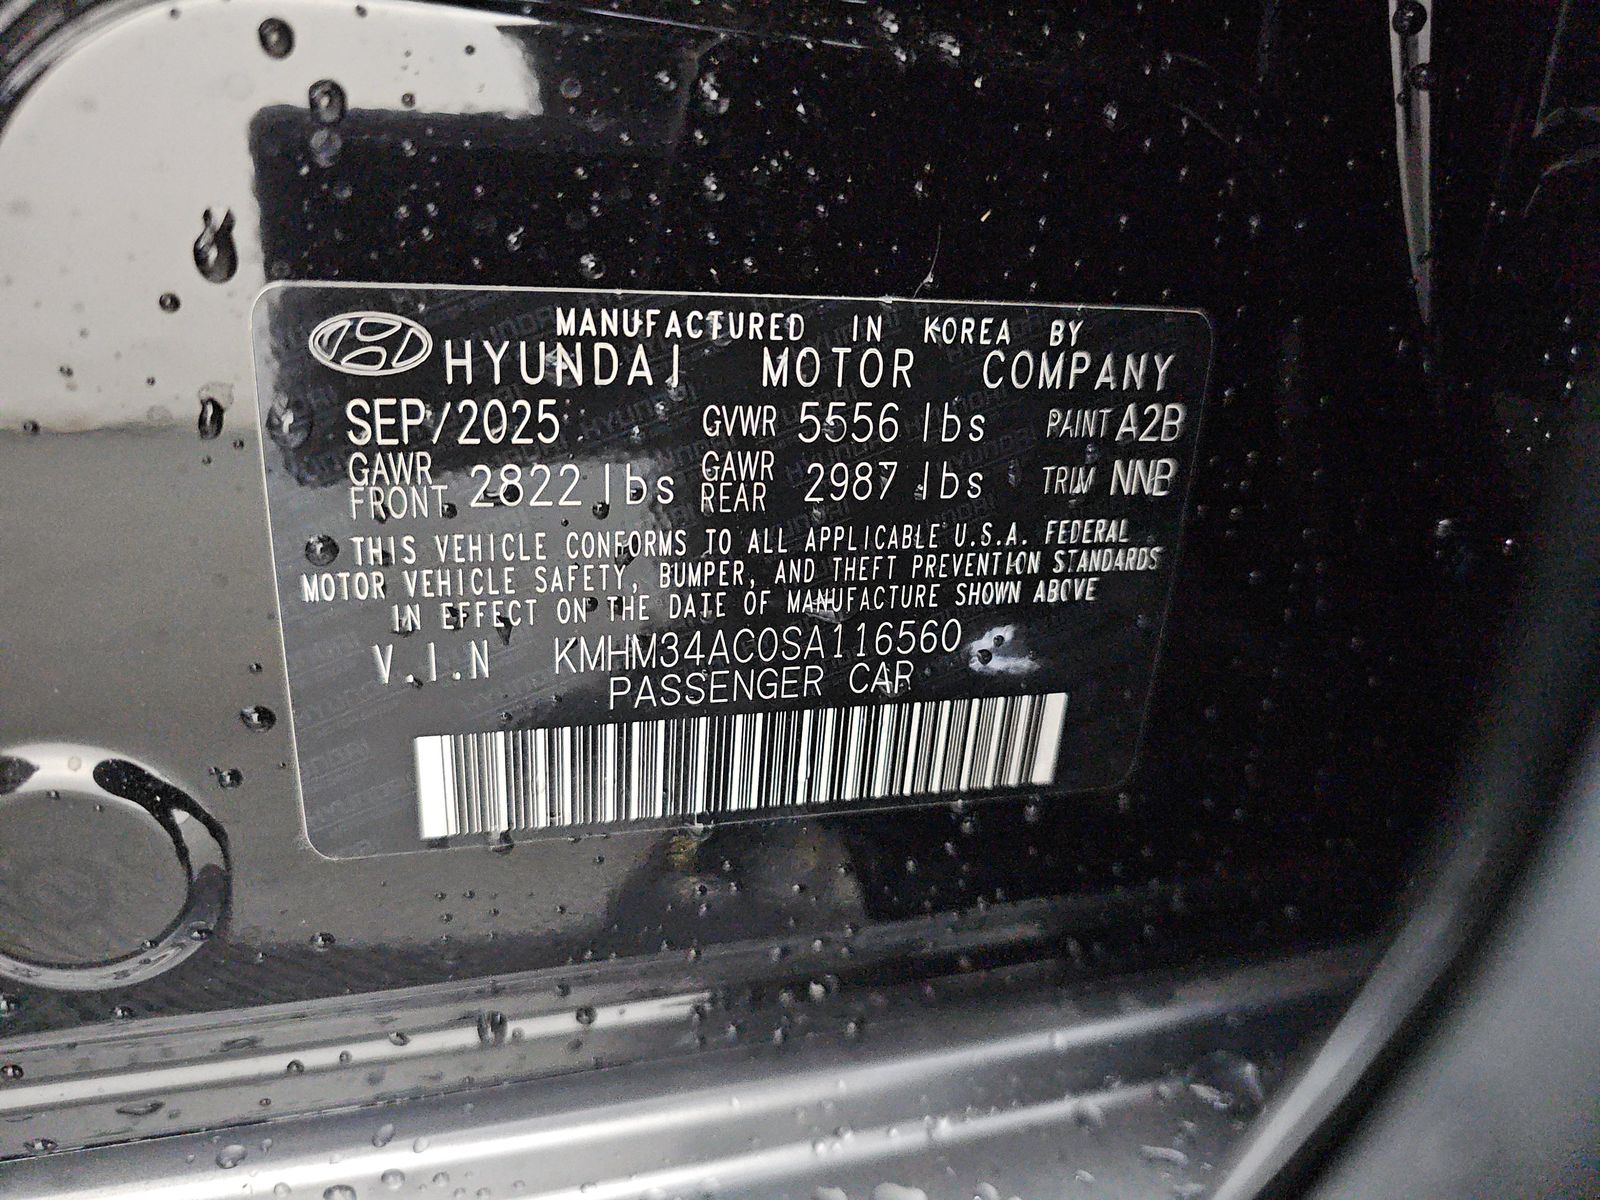 MANUFACTURED IN KOREA BY
HYUNDAI MOTOR COMPANY
SEP/2025 GVWR 5556 lbs PAINT A2B
GAWR FRONT 2822 lbs GAWR REAR 2987 lbs TRIM NNB
THIS VEHICLE CONFORMS TO ALL APPLICABLE U.S.A. FEDERAL
MOTOR VEHICLE SAFETY, BUMPER, AND THEFT PREVENTION STANDARDS
IN EFFECT ON THE DATE OF MANUFACTURE SHOWN ABOVE
V.I.N KMHM34AC0SA116560
PASSENGER CAR